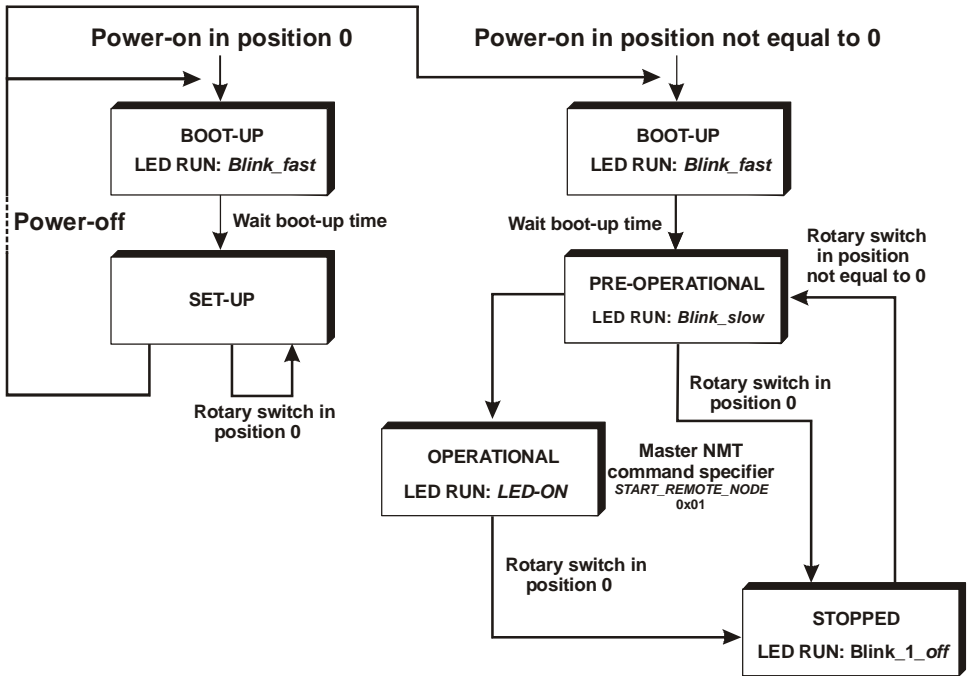 Power-on in position 0
Power-on in position not equal to 0
BOOT-UP
LED RUN: Blink_fast
BOOT-UP
LED RUN: Blink_fast
Power-off
Wait boot-up time
Wait boot-up time
Rotary switch
in position
not equal to 0
SET-UP
PRE-OPERATIONAL
LED RUN: Blink_slow
Rotary switch in
position 0
Rotary switch in
position 0
OPERATIONAL
LED RUN: LED-ON
Master NMT
command specifier
START_REMOTE_NODE
0x01
Rotary switch in
position 0
STOPPED
LED RUN: Blink_1_off